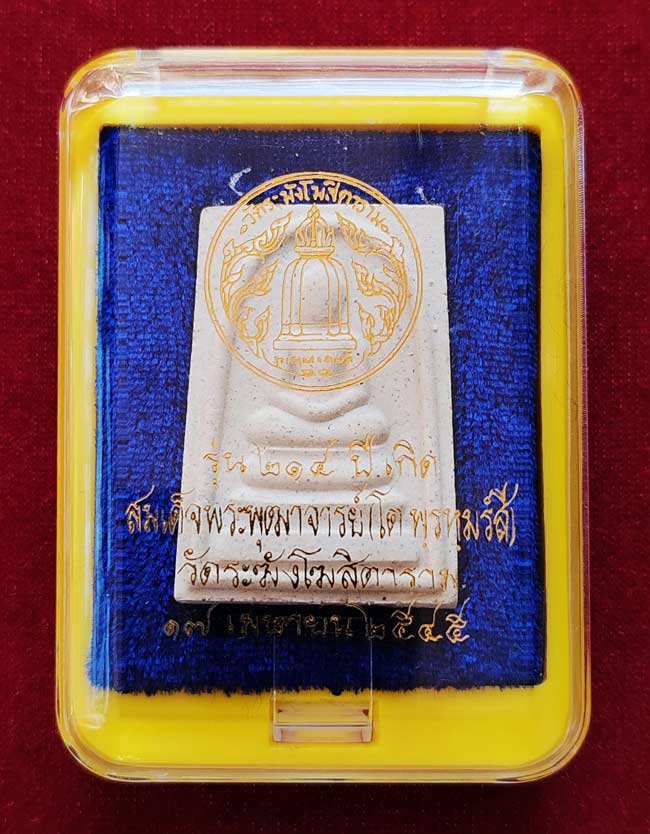 วัดระฆังโฆสิตาราม
รุ่น ๒๑๔ ปี เกิด
สมเด็จพระพุฒาจารย์(โต พรหฺมรํสี)
วัดระฆังโฆสิตาราม
๑๗ เมษายน ๒๕๔๕